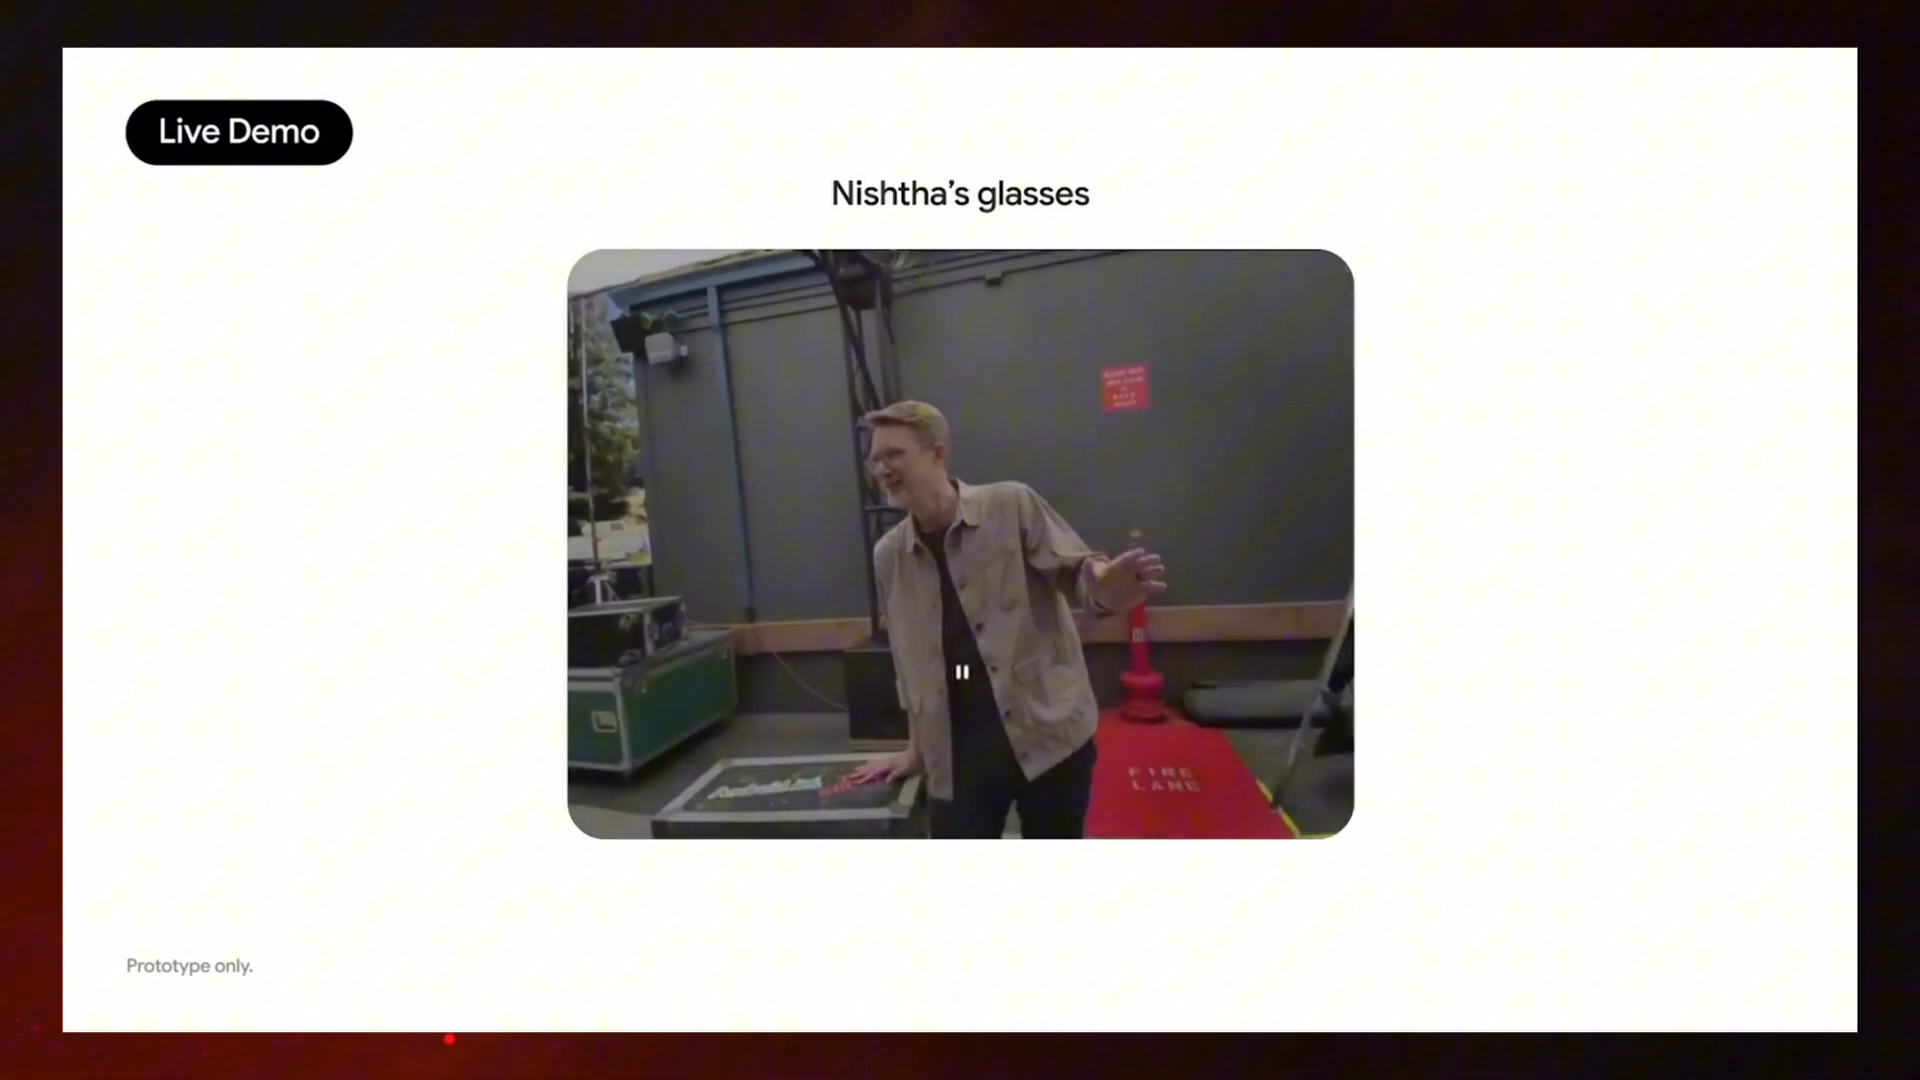 Live Demo
Nishtha's glasses
FIRE
LANE
Prototype only.